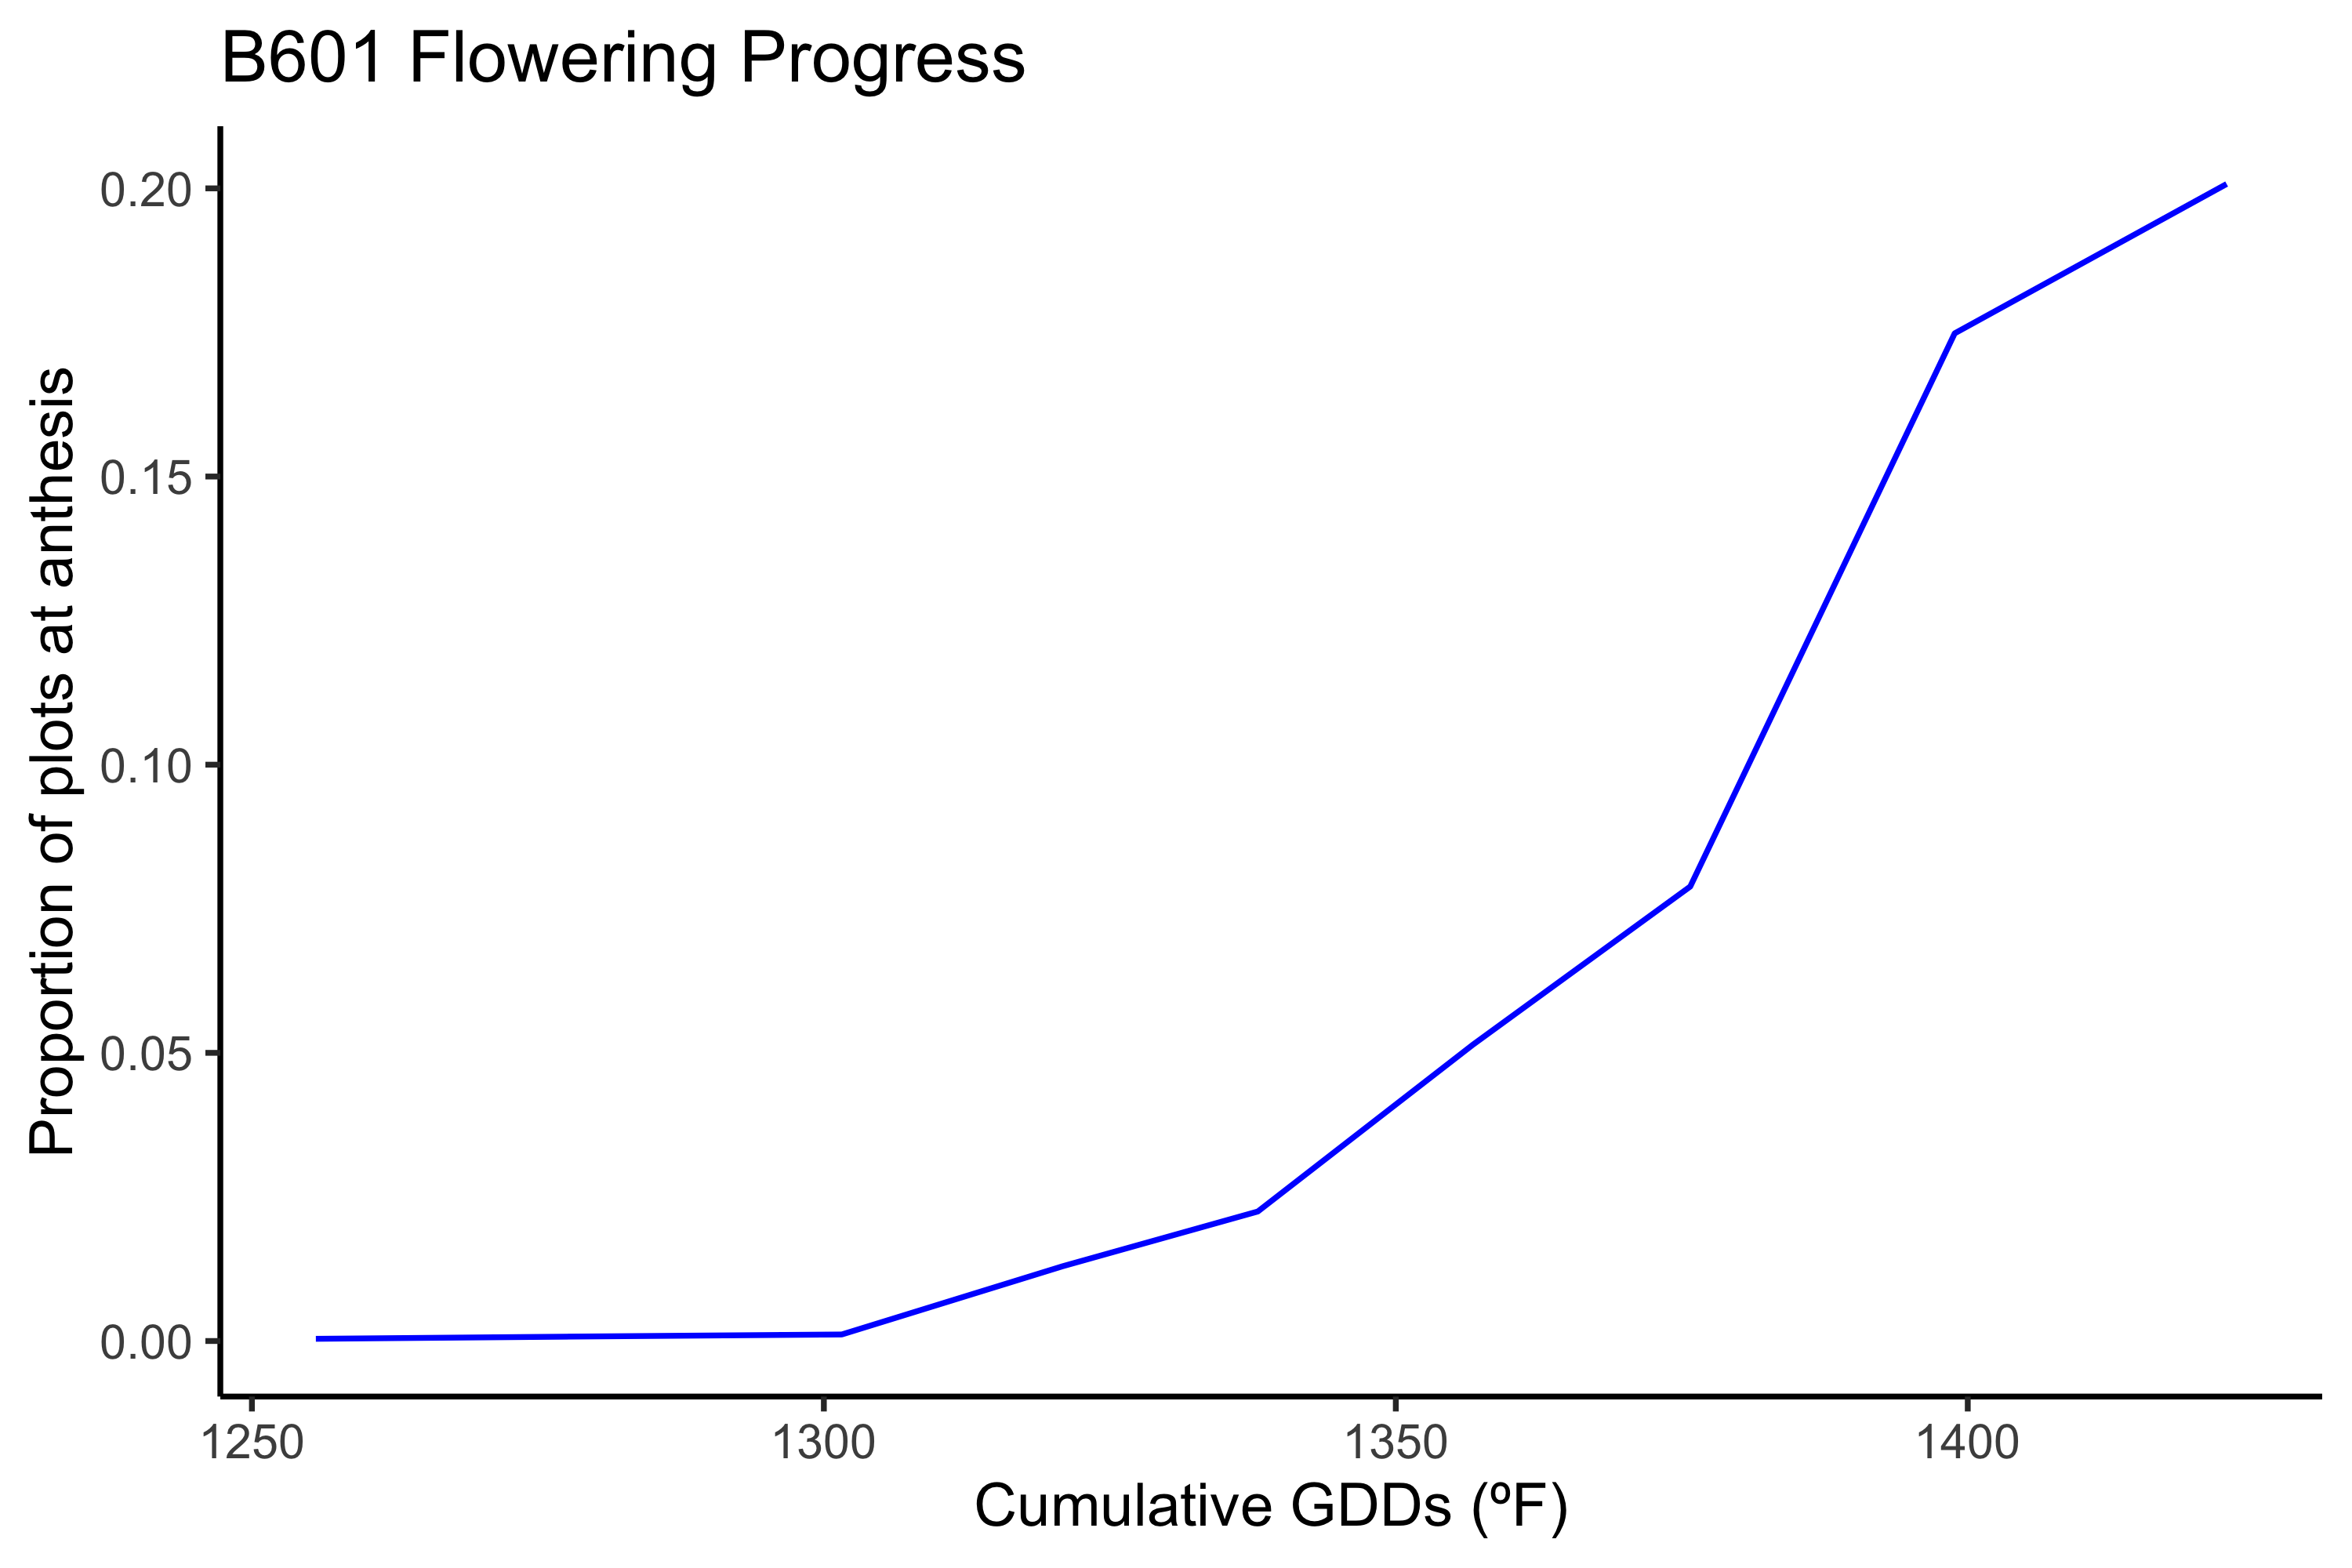 B601 Flowering Progress
Proportion of plots at anthesis
0.20
0.15
0.10
0.05
0.00
1250 1300 1350 1400
Cumulative GDDs (ºF)